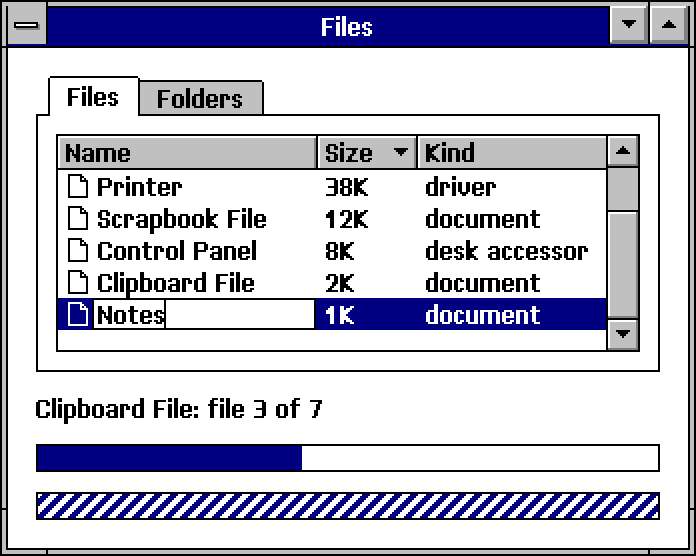 Files
Files Folders
Name Size Kind
Printer 38K driver
Scrapbook File 12K document
Control Panel 8K desk accessor
Clipboard File 2K document
Notes 1K document
Clipboard File: file 3 of 7